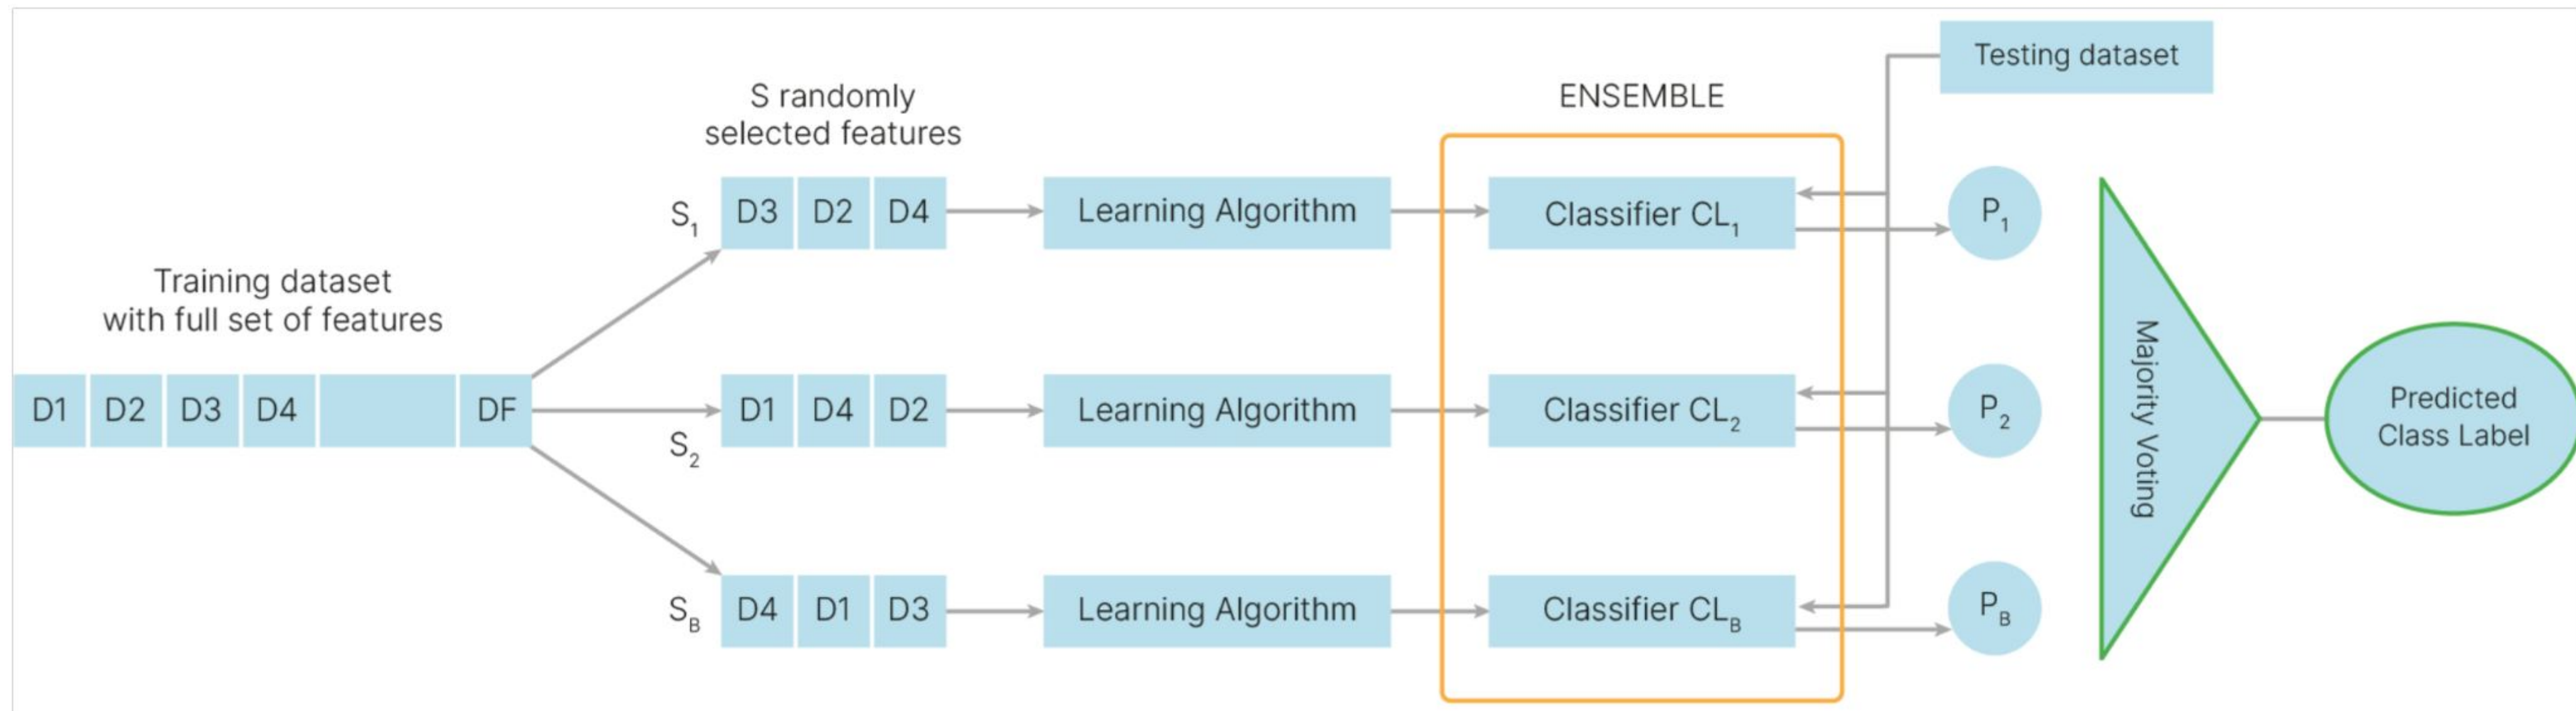 Training dataset
with full set of features
D1 D2 D3 D4 DF
S randomly
selected features
S1 D3 D2 D4
S2 D1 D4 D2
SB D4 D1 D3
Learning Algorithm
Learning Algorithm
Learning Algorithm
ENSEMBLE
Classifier CL1
Classifier CL2
Classifier CLB
Testing dataset
P1
P2
PB
Majority Voting
Predicted
Class Label